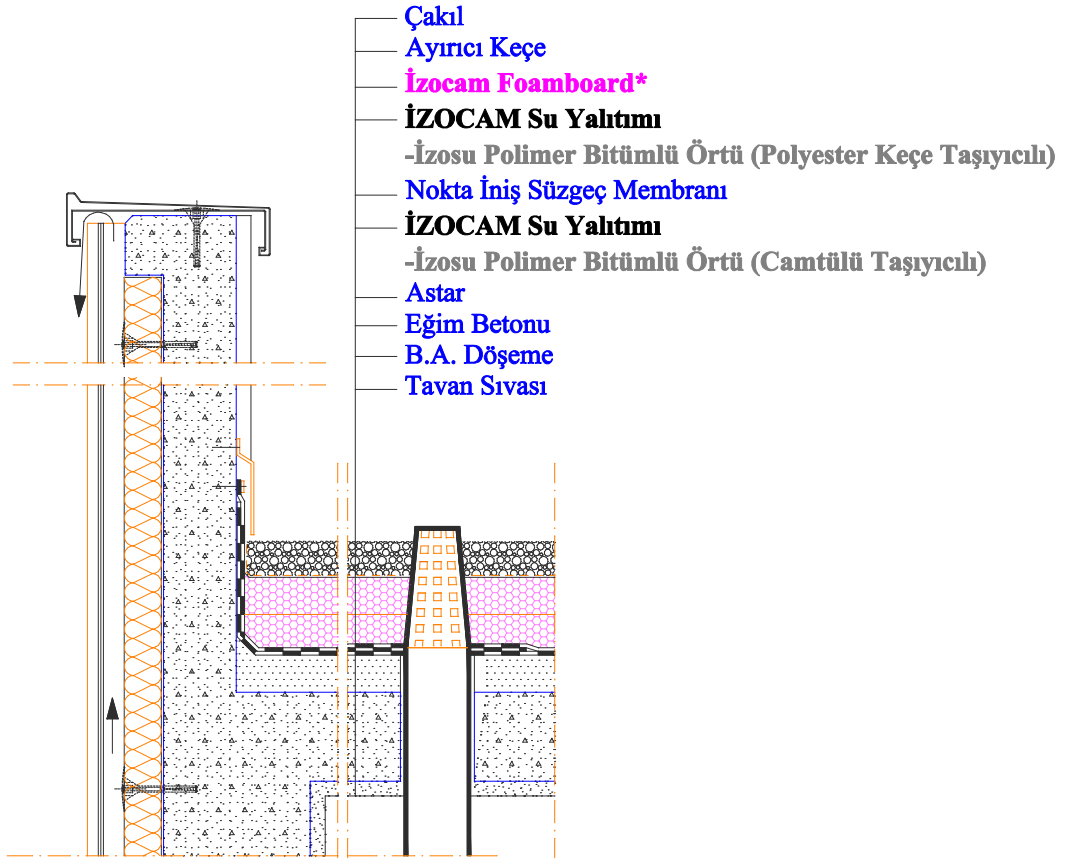 Çakıl
Ayırıcı Keçe
İzocam Foamboard*
İZOCAM Su Yalıtımı
-İzosu Polimer Bitümlü Örtü (Polyester Keçe Taşıyıcılı)
Nokta İniş Süzgeç Membranı
İZOCAM Su Yalıtımı
-İzosu Polimer Bitümlü Örtü (Camtülü Taşıyıcılı)
Astar
Eğim Betonu
B.A. Döşeme
Tavan Sıvası